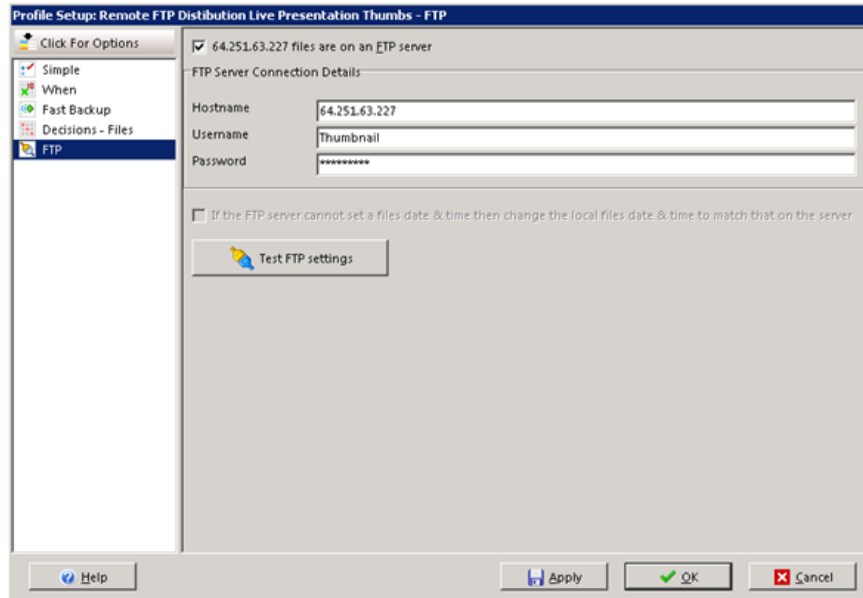 Profile Setup: Remote FTP Distibution Live Presentation Thumbs - FTP
Click For Options
Simple
When
Fast Backup
Decisions - Files
FTP
64.251.63.227 files are on an FTP server
FTP Server Connection Details
Hostname
64.251.63.227
Username
Thumbnail
Password
*********
If the FTP server cannot set a files date & time then change the local files date & time to match that on the server
Test FTP settings
Help
Apply
OK
Cancel